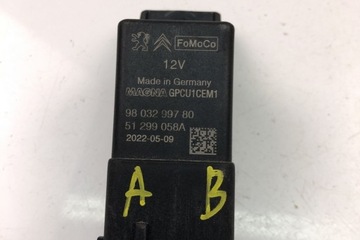 FoMoCo
12V
Made in Germany
MAGNA GPCU1CEM1
98 032 997 80
51 299 058A
2022-05-09
A B